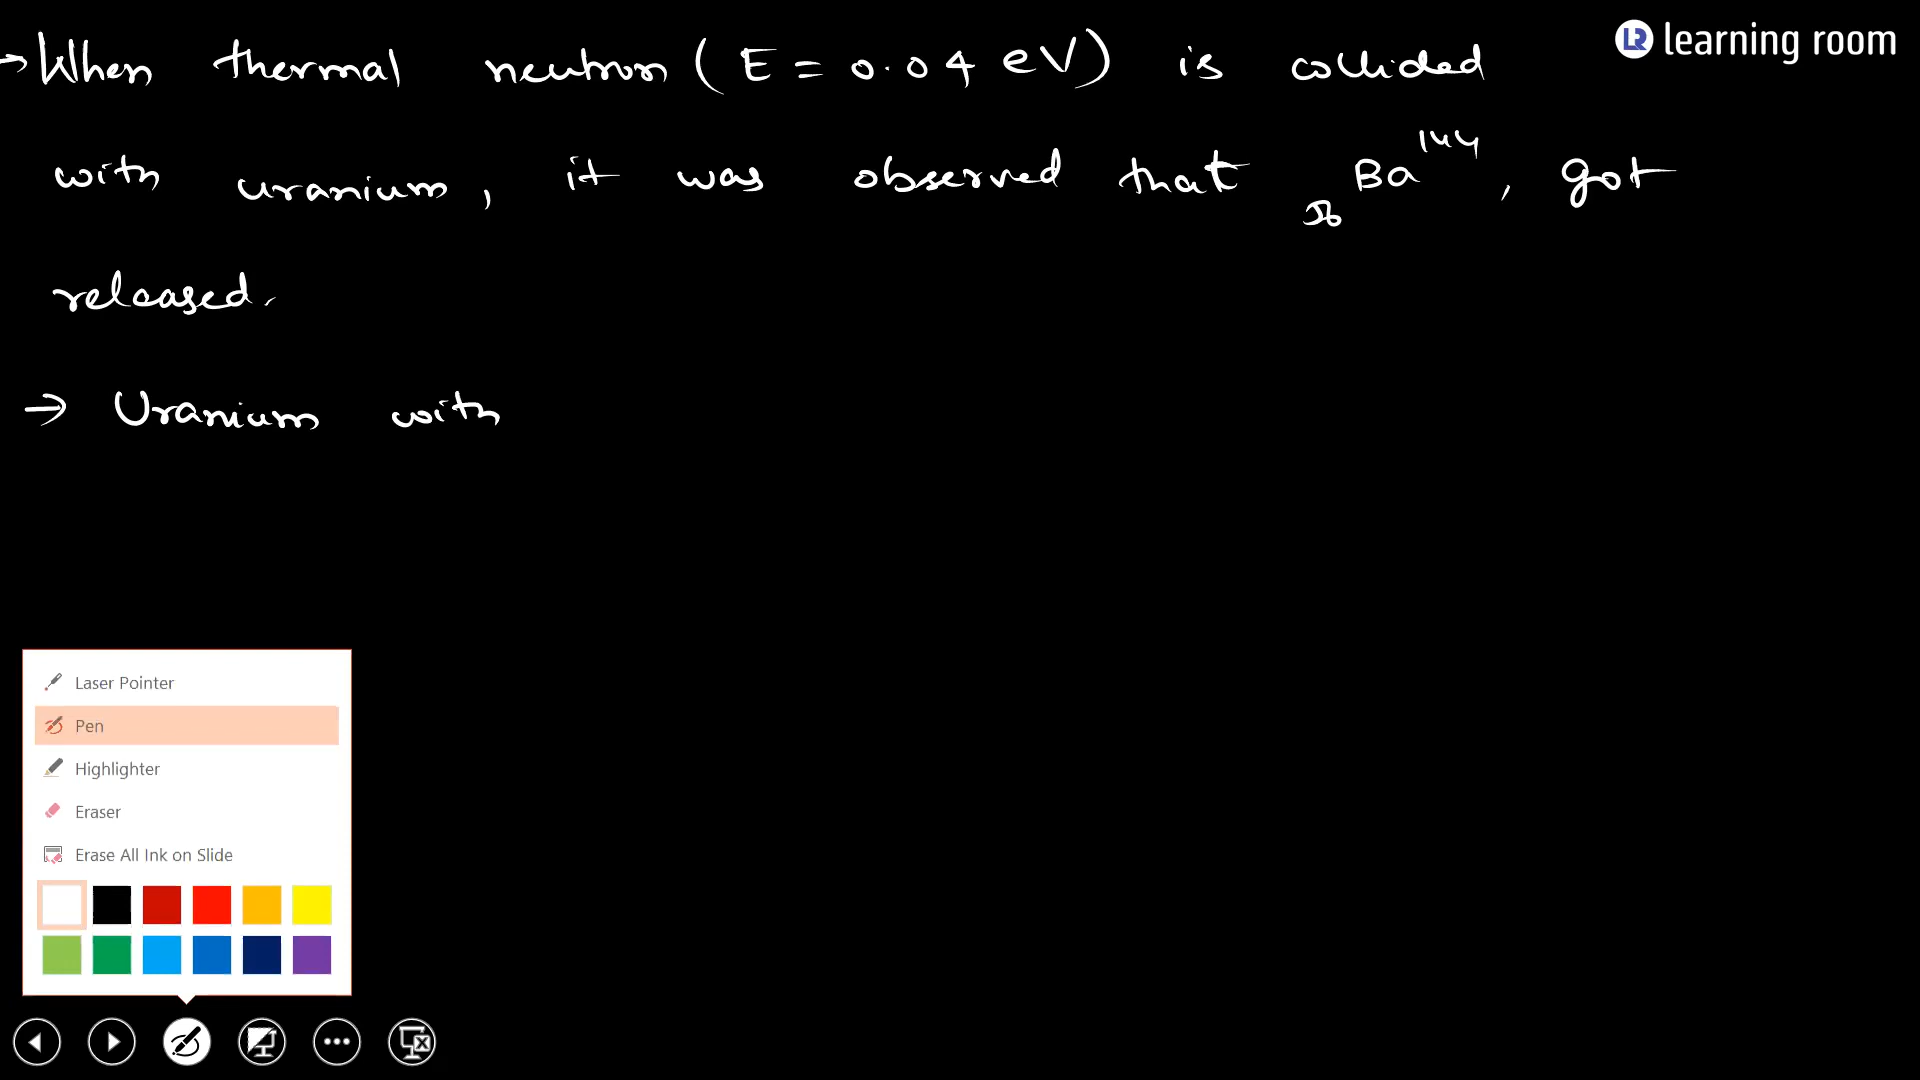 learning room
→ When thermal neutron (E = 0.04 eV) is collided
with uranium, it was observed that ₅₆Ba¹⁴⁴, got
released.
→ Uranium with
Laser Pointer
Pen
Highlighter
Eraser
Erase All Ink on Slide